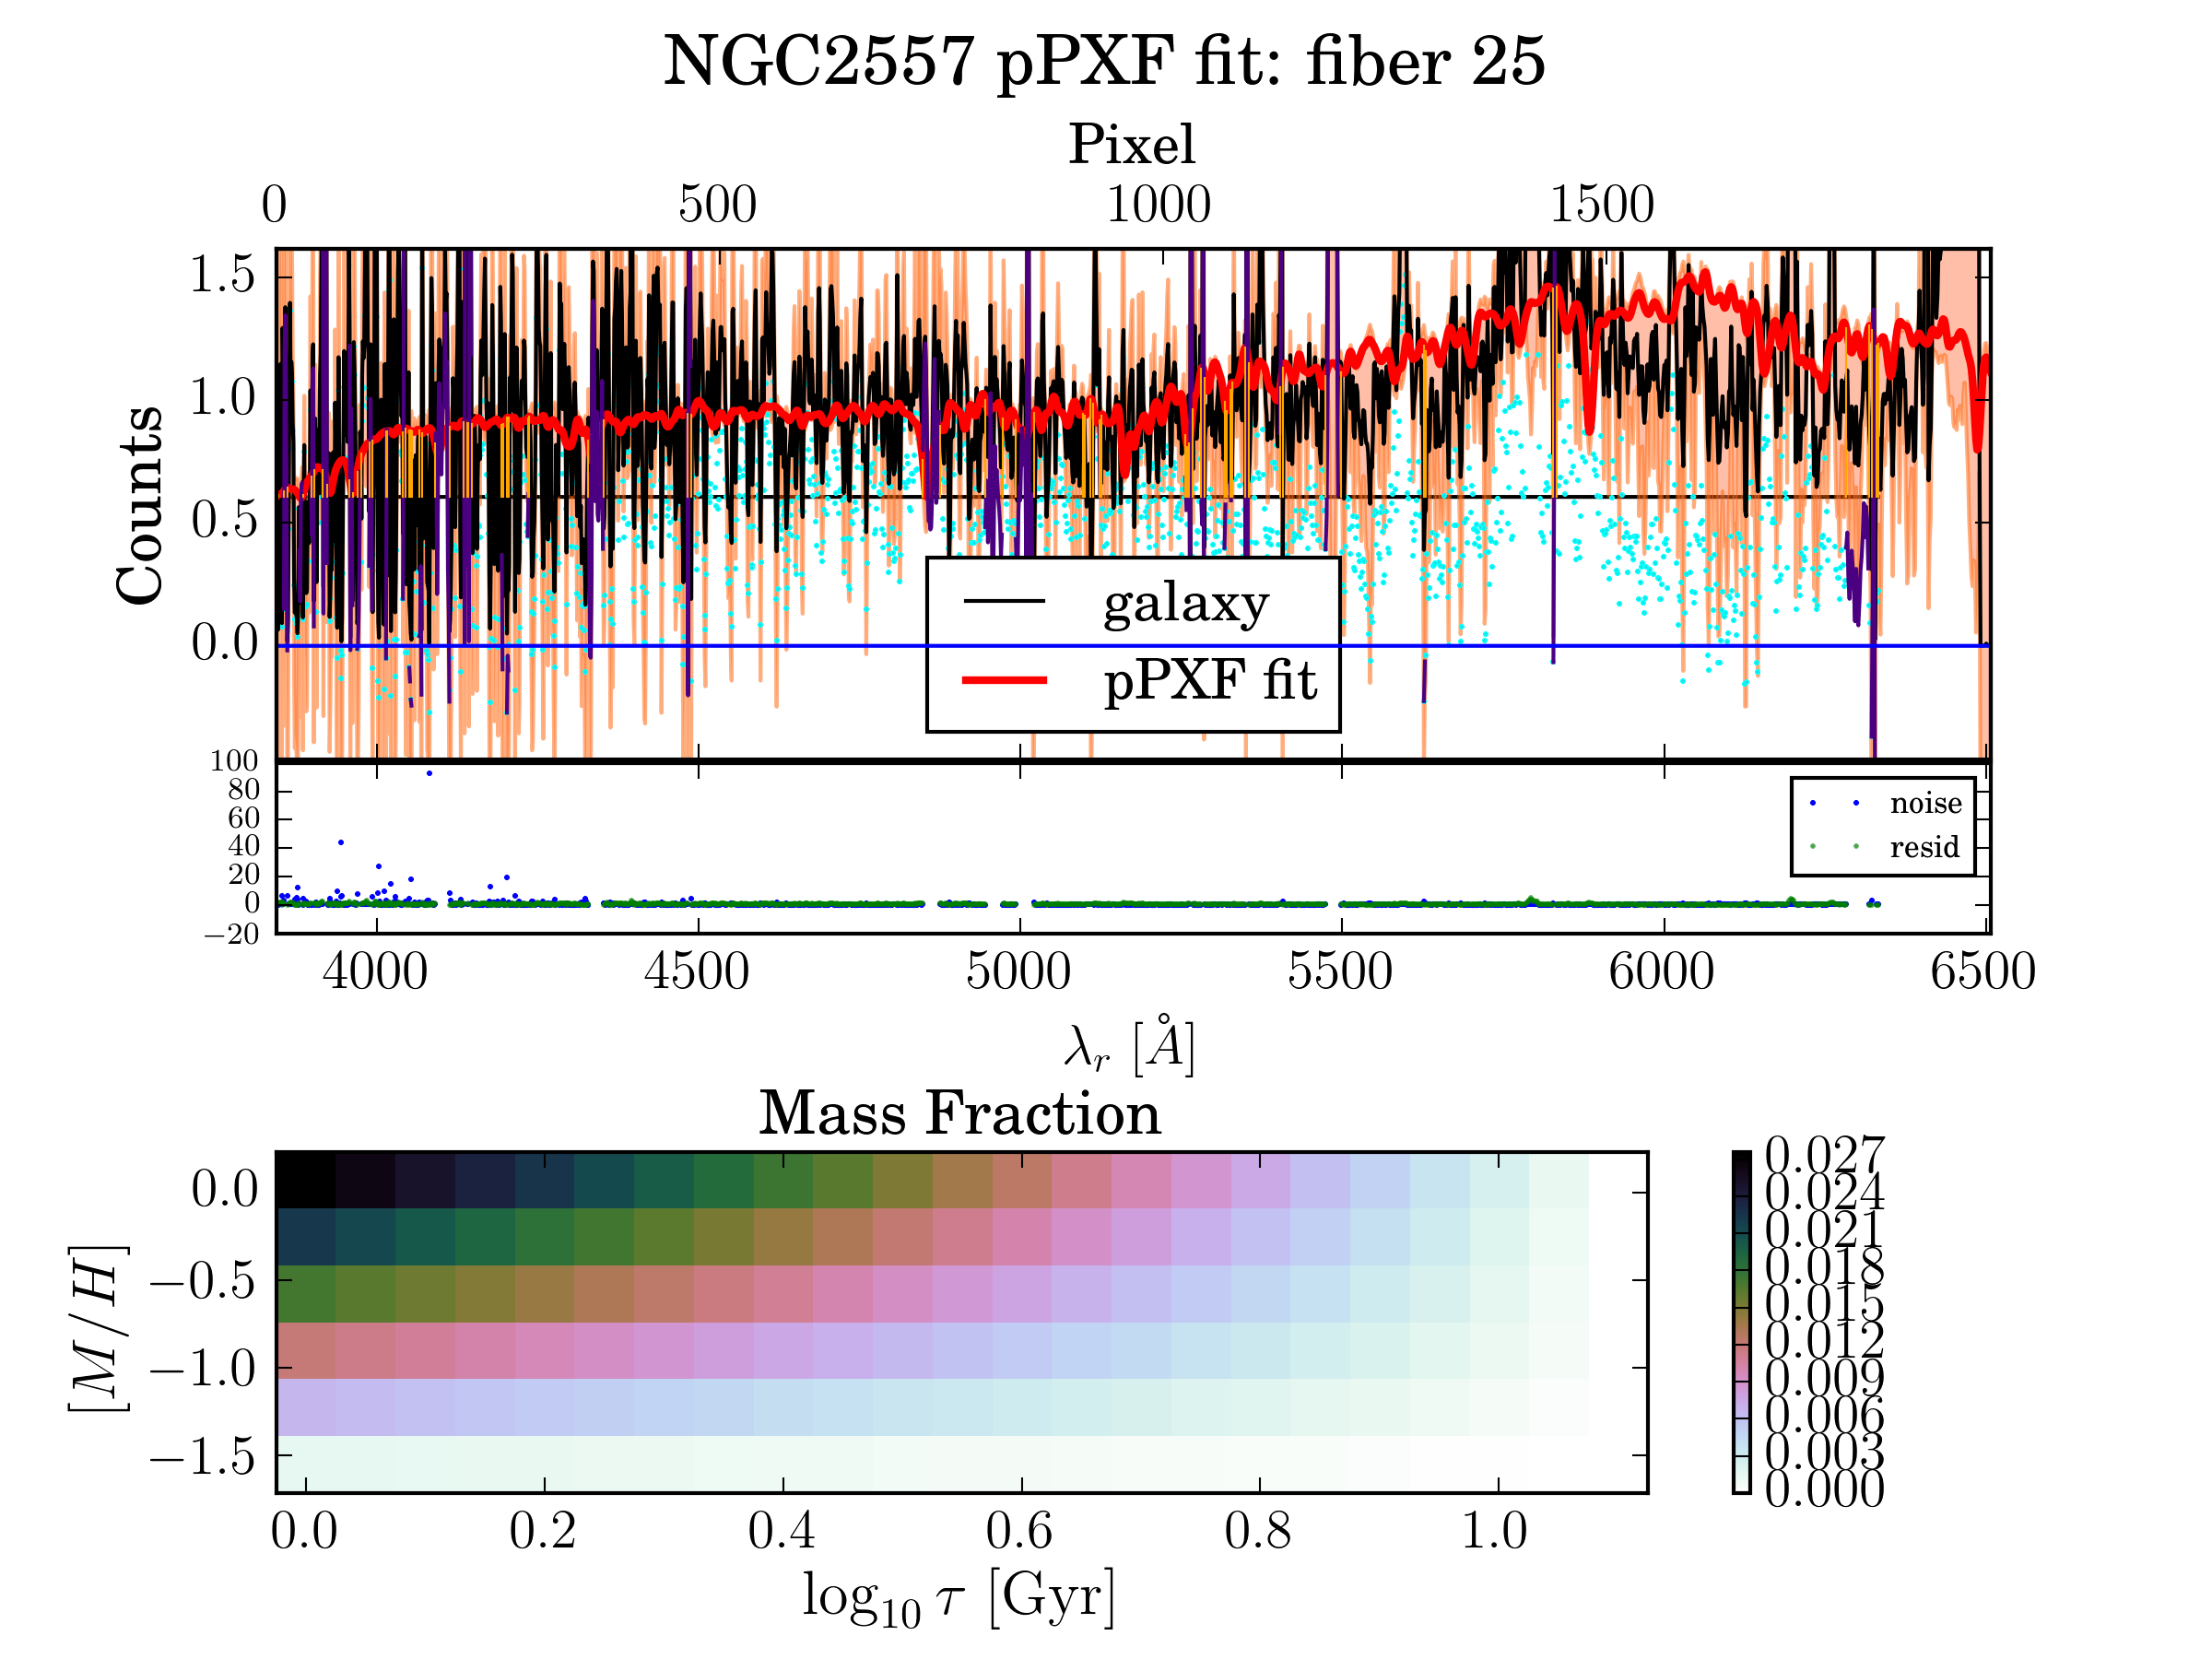 NGC2557 pPXF fit: fiber 25
Pixel
0 500 1000 1500
Counts
1.5
1.0
0.5
0.0
galaxy
pPXF fit
100
80
60
40
20
0
−20
noise
resid
4000 4500 5000 5500 6000 6500
λr [Å]
Mass Fraction
[M/H]
0.0
−0.5
−1.0
−1.5
0.0 0.2 0.4 0.6 0.8 1.0
log10 τ [Gyr]
0.027
0.024
0.021
0.018
0.015
0.012
0.009
0.006
0.003
0.000